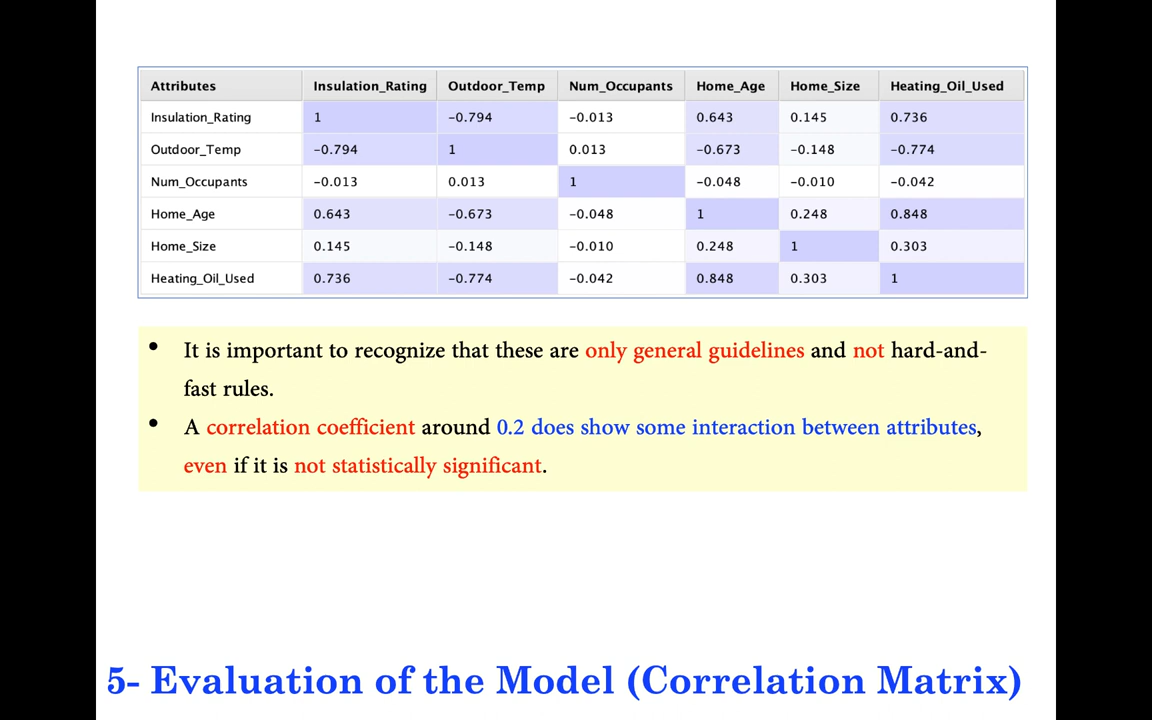 Attributes Insulation_Rating Outdoor_Temp Num_Occupants Home_Age Home_Size Heating_Oil_Used
Insulation_Rating 1 -0.794 -0.013 0.643 0.145 0.736
Outdoor_Temp -0.794 1 0.013 -0.673 -0.148 -0.774
Num_Occupants -0.013 0.013 1 -0.048 -0.010 -0.042
Home_Age 0.643 -0.673 -0.048 1 0.248 0.848
Home_Size 0.145 -0.148 -0.010 0.248 1 0.303
Heating_Oil_Used 0.736 -0.774 -0.042 0.848 0.303 1
• It is important to recognize that these are only general guidelines and not hard-and-
fast rules.
• A correlation coefficient around 0.2 does show some interaction between attributes,
even if it is not statistically significant.
5- Evaluation of the Model (Correlation Matrix)